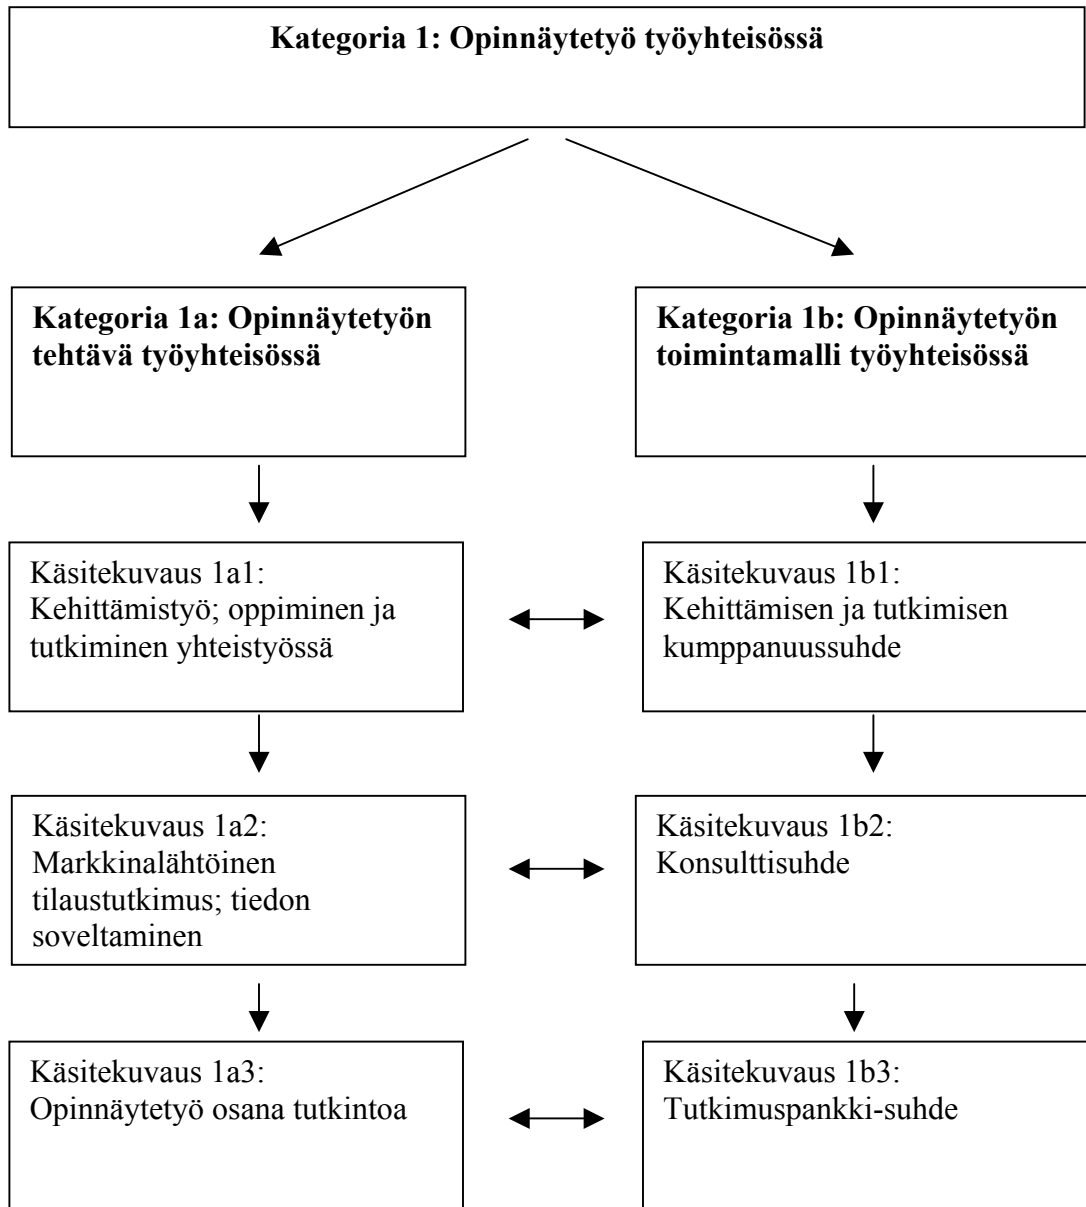 Kategoria 1: Opinnäytetyö työyhteisössä
Kategoria 1a: Opinnäytetyön
tehtävä työyhteisössä
Kategoria 1b: Opinnäytetyön
toimintamalli työyhteisössä
Käsitekuvaus 1a1:
Kehittämistyö; oppiminen ja
tutkiminen yhteistyössä
Käsitekuvaus 1b1:
Kehittämisen ja tutkimisen
kumppanuussuhde
Käsitekuvaus 1a2:
Markkinalähtöinen
tilaustutkimus; tiedon
soveltaminen
Käsitekuvaus 1b2:
Konsulttisuhde
Käsitekuvaus 1a3:
Opinnäytetyö osana tutkintoa
Käsitekuvaus 1b3:
Tutkimuspankki-suhde